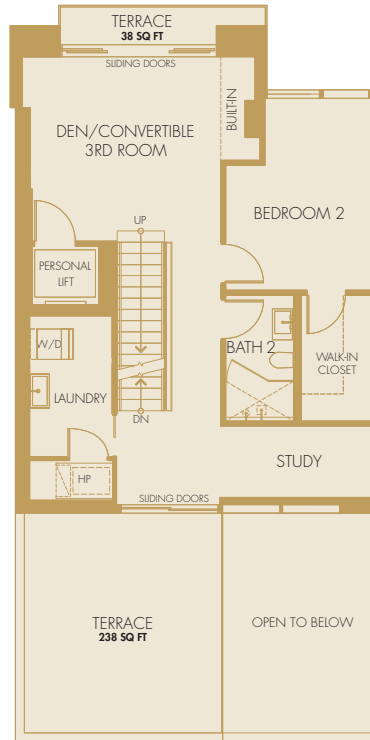 TERRACE
38 SQ FT
SLIDING DOORS
BUILT-IN
DEN/CONVERTIBLE
3RD ROOM
BEDROOM 2
UP
PERSONAL
LIFT
W/D
BATH 2
WALK-IN
CLOSET
LAUNDRY
DN
STUDY
HP
SLIDING DOORS
TERRACE
238 SQ FT
OPEN TO BELOW